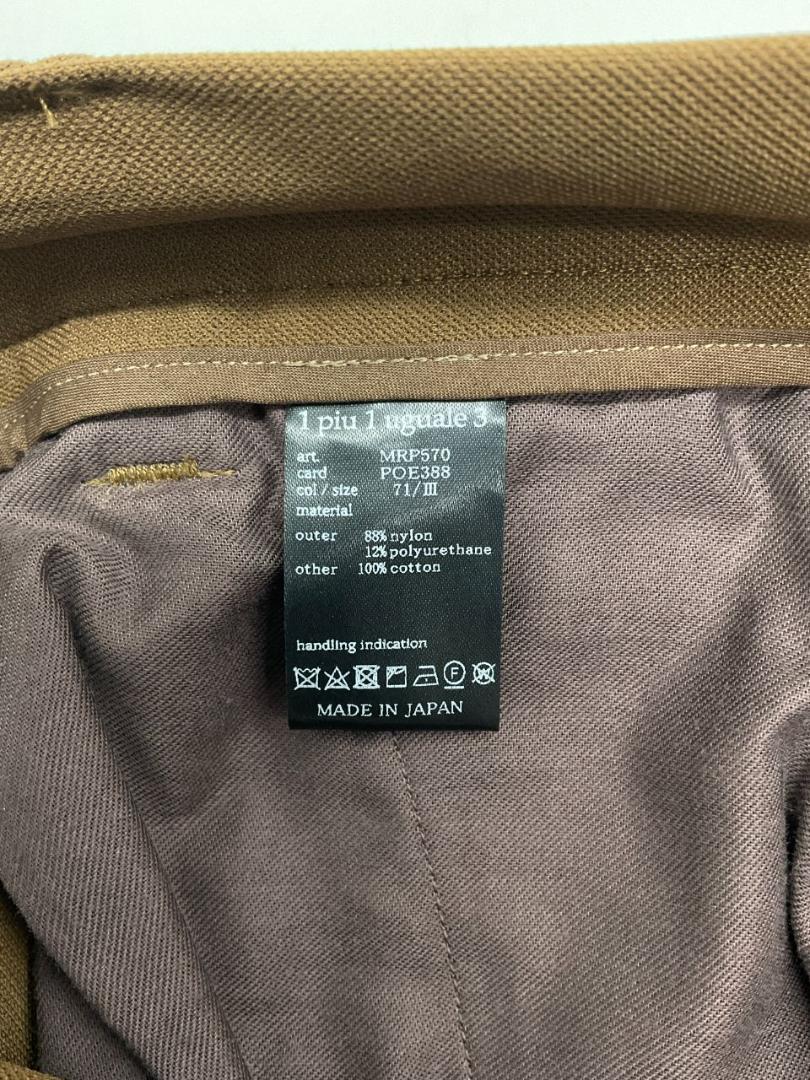 1 piu 1 uguale 3
art. MRP570
card POE388
col / size 71/III
material
outer 88% nylon
12% polyurethane
other 100% cotton
handling indication
F W
MADE IN JAPAN